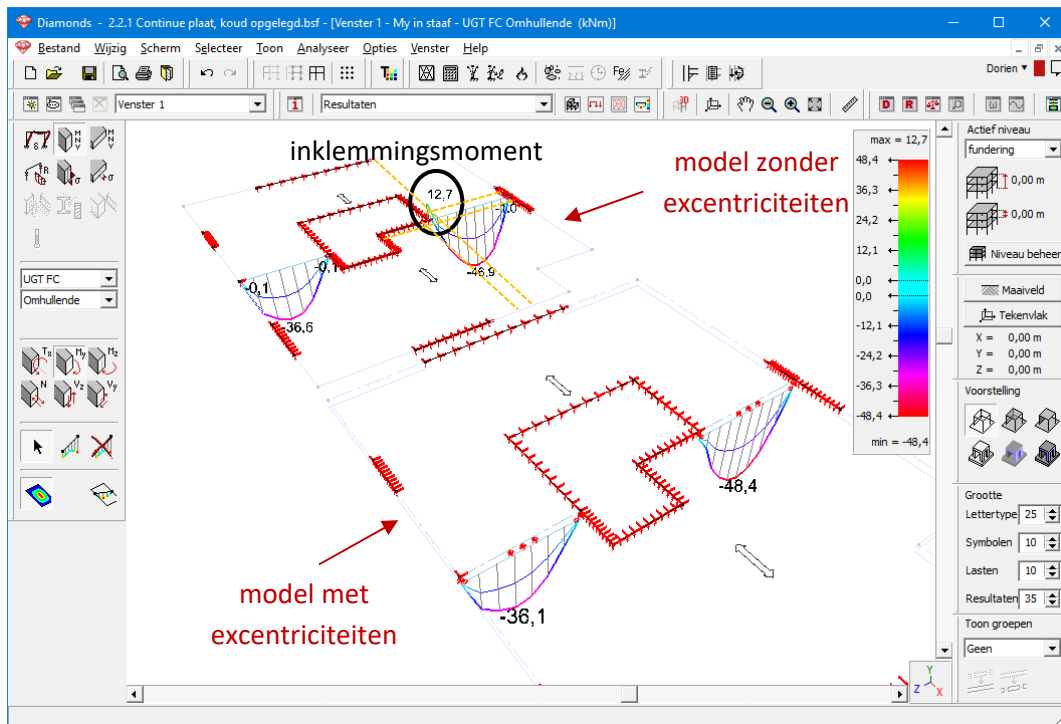 Diamonds - 2.2.1 Continue plaat, koud opgelegd.bsf - [Venster 1 - My in staaf - UGT FC Omhullende (kNm)]
Bestand Wijzig Scherm Selecteer Toon Analyseer Opties Venster Help
Dorien
Venster 1
Resultaten
UGT FC
Omhullende
Tx My Mz
N Vz Vy
inklemmingsmoment
model zonder
excentriciteiten
12,7
-46,9
-0,1
-0,1
-36,6
-48,4
-36,1
model met
excentriciteiten
max = 12,7
48,4
36,3
24,2
12,1
0,0
0,0
-12,1
-24,2
-36,3
-48,4
min = -48,4
Actief niveau
fundering
0,00 m
0,00 m
Niveau beheer
Maaiveld
Tekenvlak
X = 0,00 m
Y = 0,00 m
Z = 0,00 m
Voorstelling
Grootte
Lettertype 25
Symbolen 10
Lasten 10
Resultaten 35
Toon groepen
Geen
Y
Z X